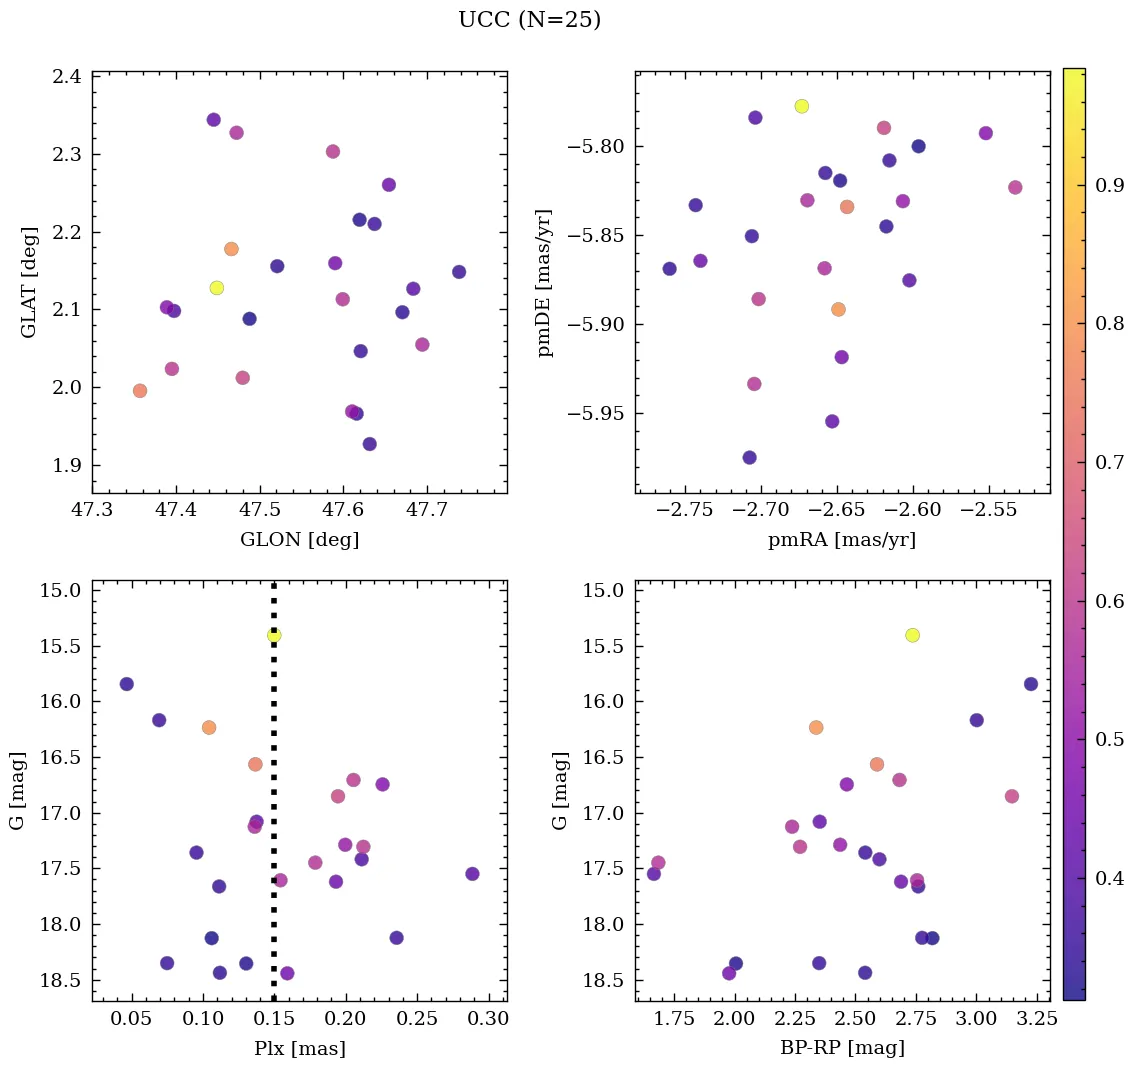 UCC (N=25)
2.4
2.3
2.2
2.1
2.0
1.9
GLAT [deg]
47.3 47.4 47.5 47.6 47.7
GLON [deg]
−5.80
−5.85
−5.90
−5.95
pmDE [mas/yr]
−2.75 −2.70 −2.65 −2.60 −2.55
pmRA [mas/yr]
15.0
15.5
16.0
16.5
17.0
17.5
18.0
18.5
G [mag]
0.05 0.10 0.15 0.20 0.25 0.30
Plx [mas]
15.0
15.5
16.0
16.5
17.0
17.5
18.0
18.5
G [mag]
1.75 2.00 2.25 2.50 2.75 3.00 3.25
BP-RP [mag]
0.9
0.8
0.7
0.6
0.5
0.4